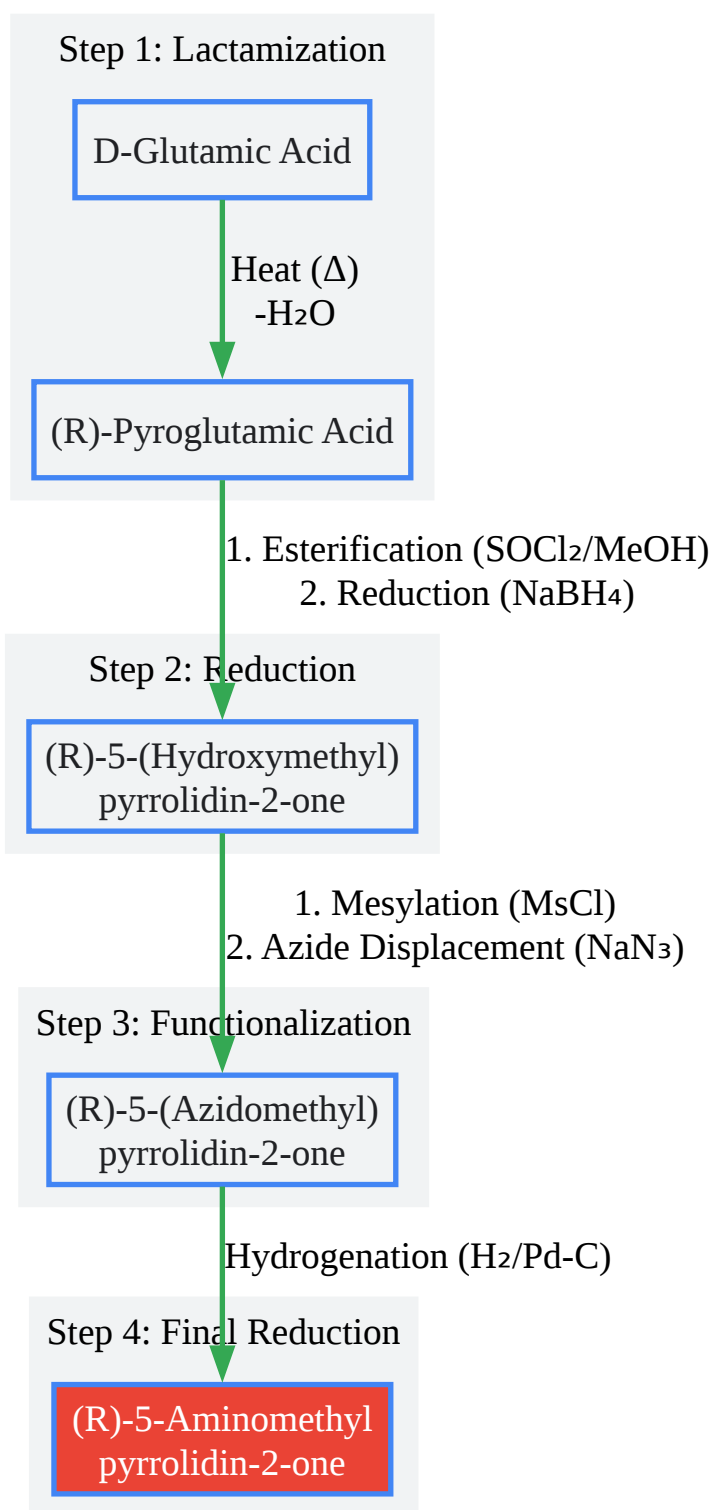 Step 1: Lactamization
D-Glutamic Acid
Heat (Δ)
-H₂O
(R)-Pyroglutamic Acid
1. Esterification (SOCl₂/MeOH)
2. Reduction (NaBH₄)
Step 2: Reduction
(R)-5-(Hydroxymethyl)
pyrrolidin-2-one
1. Mesylation (MsCl)
2. Azide Displacement (NaN₃)
Step 3: Functionalization
(R)-5-(Azidomethyl)
pyrrolidin-2-one
Hydrogenation (H₂/Pd-C)
Step 4: Final Reduction
(R)-5-Aminomethyl
pyrrolidin-2-one